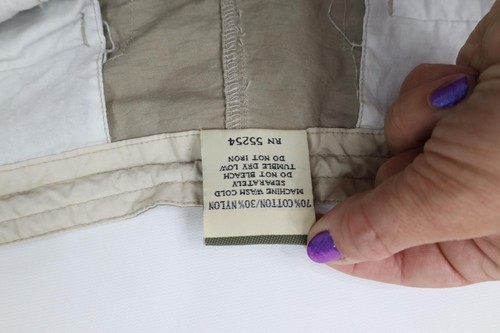 70% COTTON/30% NYLON
MACHINE WASH COLD
SEPARATELY
DO NOT BLEACH
TUMBLE DRY LOW
DO NOT IRON
RN 55254